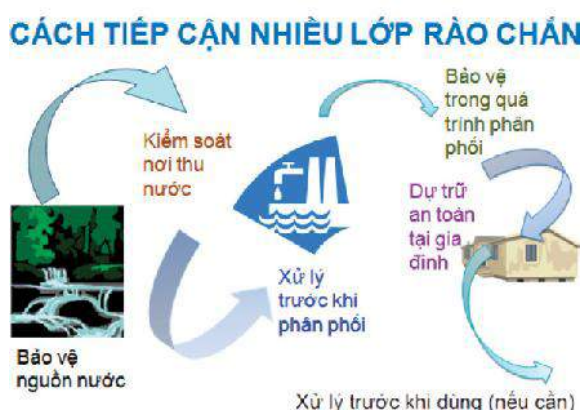 CÁCH TIẾP CẬN NHIỀU LỚP RÀO CHẮN
Bảo vệ
nguồn nước
Kiểm soát
nơi thu
nước
Xử lý
trước khi
phân phối
Bảo vệ
trong quá
trình phân
phối
Dự trữ
an toàn
tại gia
đình
Xử lý trước khi dùng (nếu cần)